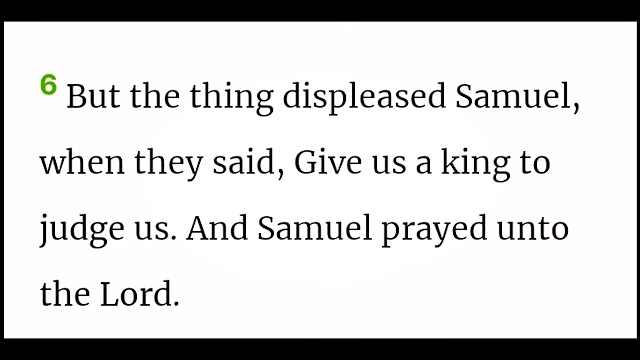 6 But the thing displeased Samuel,
when they said, Give us a king to
judge us. And Samuel prayed unto
the Lord.